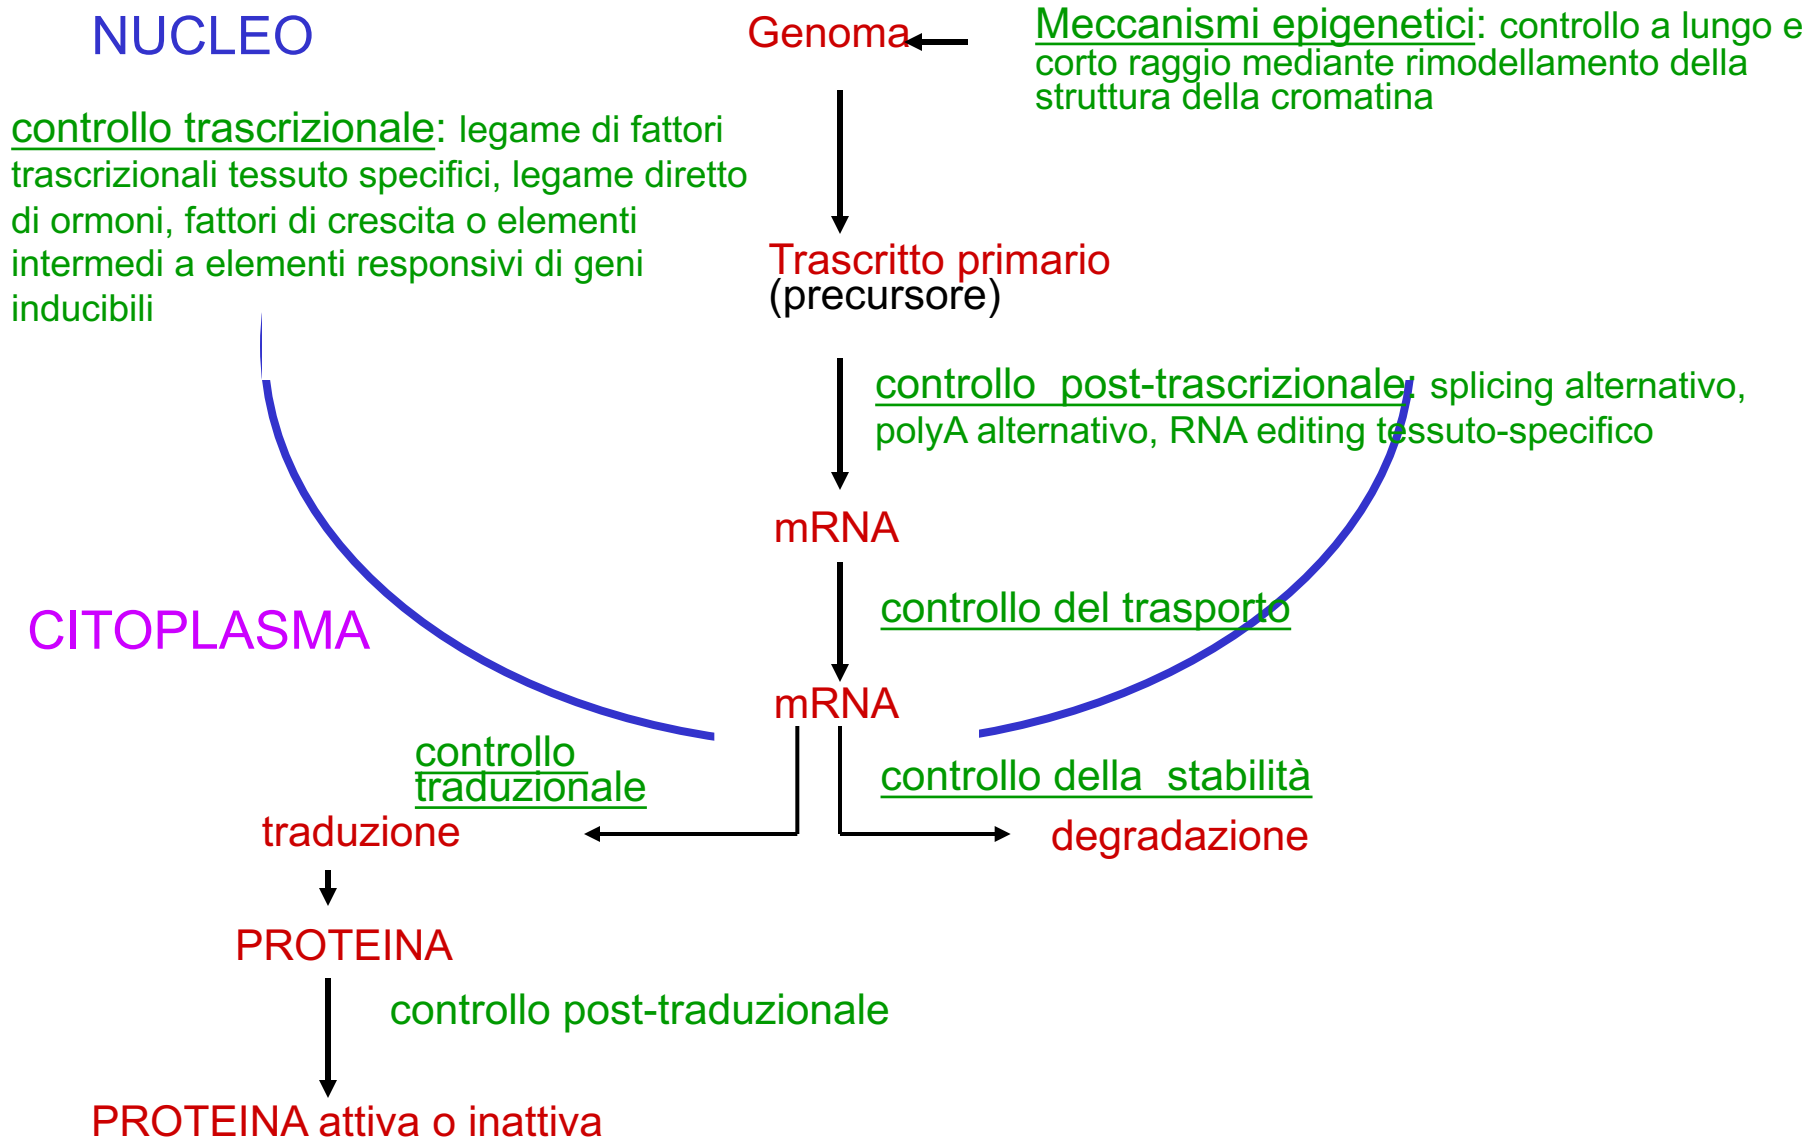 NUCLEO
Genoma
Meccanismi epigenetici: controllo a lungo e
corto raggio mediante rimodellamento della
struttura della cromatina
controllo trascrizionale: legame di fattori
trascrizionali tessuto specifici, legame diretto
di ormoni, fattori di crescita o elementi
intermedi a elementi responsivi di geni
inducibili
Trascritto primario
(precursore)
controllo post-trascrizionale: splicing alternativo,
polyA alternativo, RNA editing tessuto-specifico
mRNA
controllo del trasporto
CITOPLASMA
mRNA
controllo
traduzionale
controllo della stabilità
traduzione
degradazione
PROTEINA
controllo post-traduzionale
PROTEINA attiva o inattiva